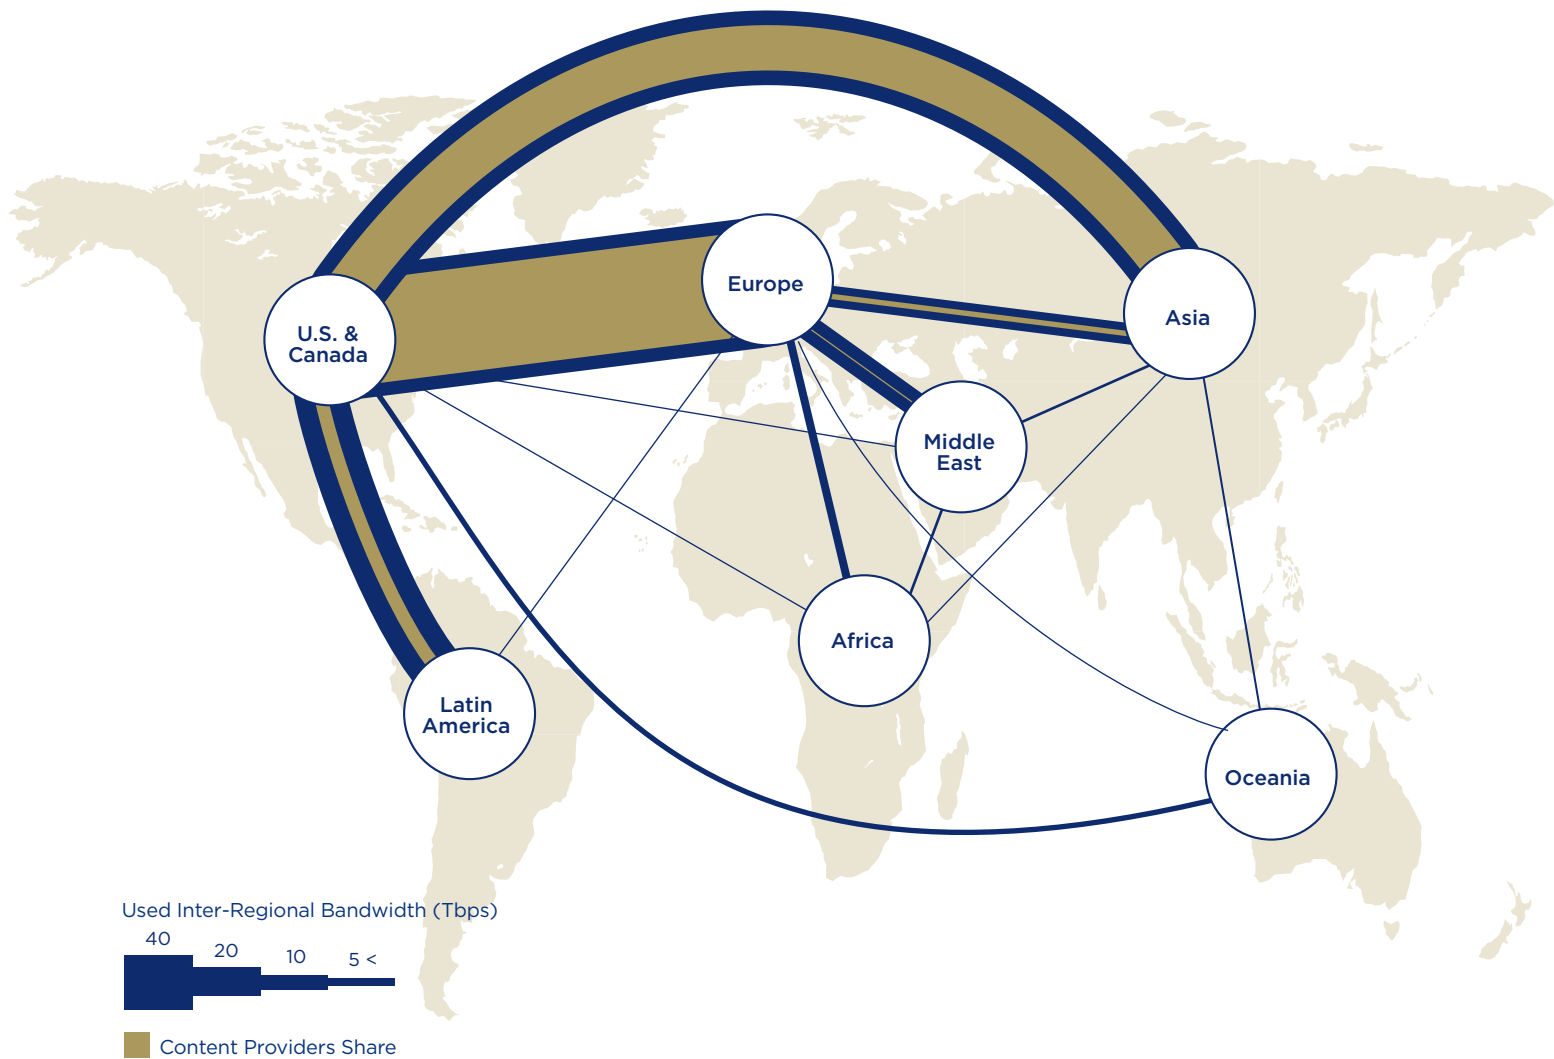 Europe
Asia
U.S. &
Canada
Middle
East
Africa
Latin
America
Oceania
Used Inter-Regional Bandwidth (Tbps)
40
20
10
5 <
Content Providers Share